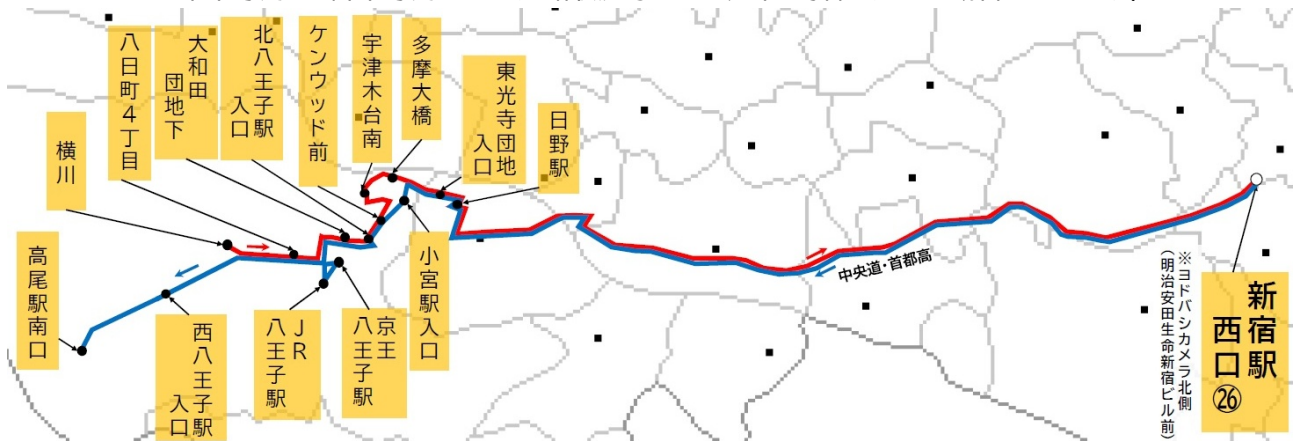 横川
八日町４丁目
大和田
団地下
北八王子駅
入口
ケンウッド前
宇津木台南
多摩大橋
東光寺団地
入口
日野駅
高尾駅南口
西八王子駅
入口
ＪＲ
八王子駅
京王
八王子駅
小宮駅入口
中央道・首都高
新宿駅
西口㉖
※ヨドバシカメラ北側
（明治安田生命新宿ビル前）